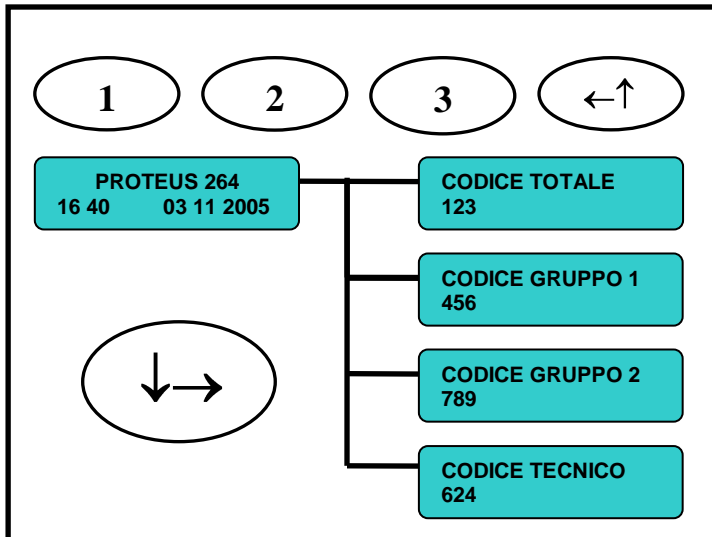 1 2 3 ←↑
PROTEUS 264
16 40 03 11 2005
CODICE TOTALE
123
CODICE GRUPPO 1
456
↓→
CODICE GRUPPO 2
789
CODICE TECNICO
624